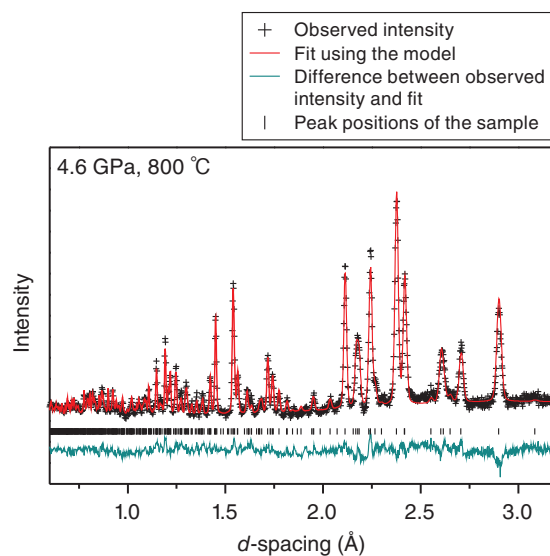 Observed intensity
Fit using the model
Difference between observed
intensity and fit
Peak positions of the sample
4.6 GPa, 800 ℃
Intensity
1.0 1.5 2.0 2.5 3.0
d-spacing (Å)